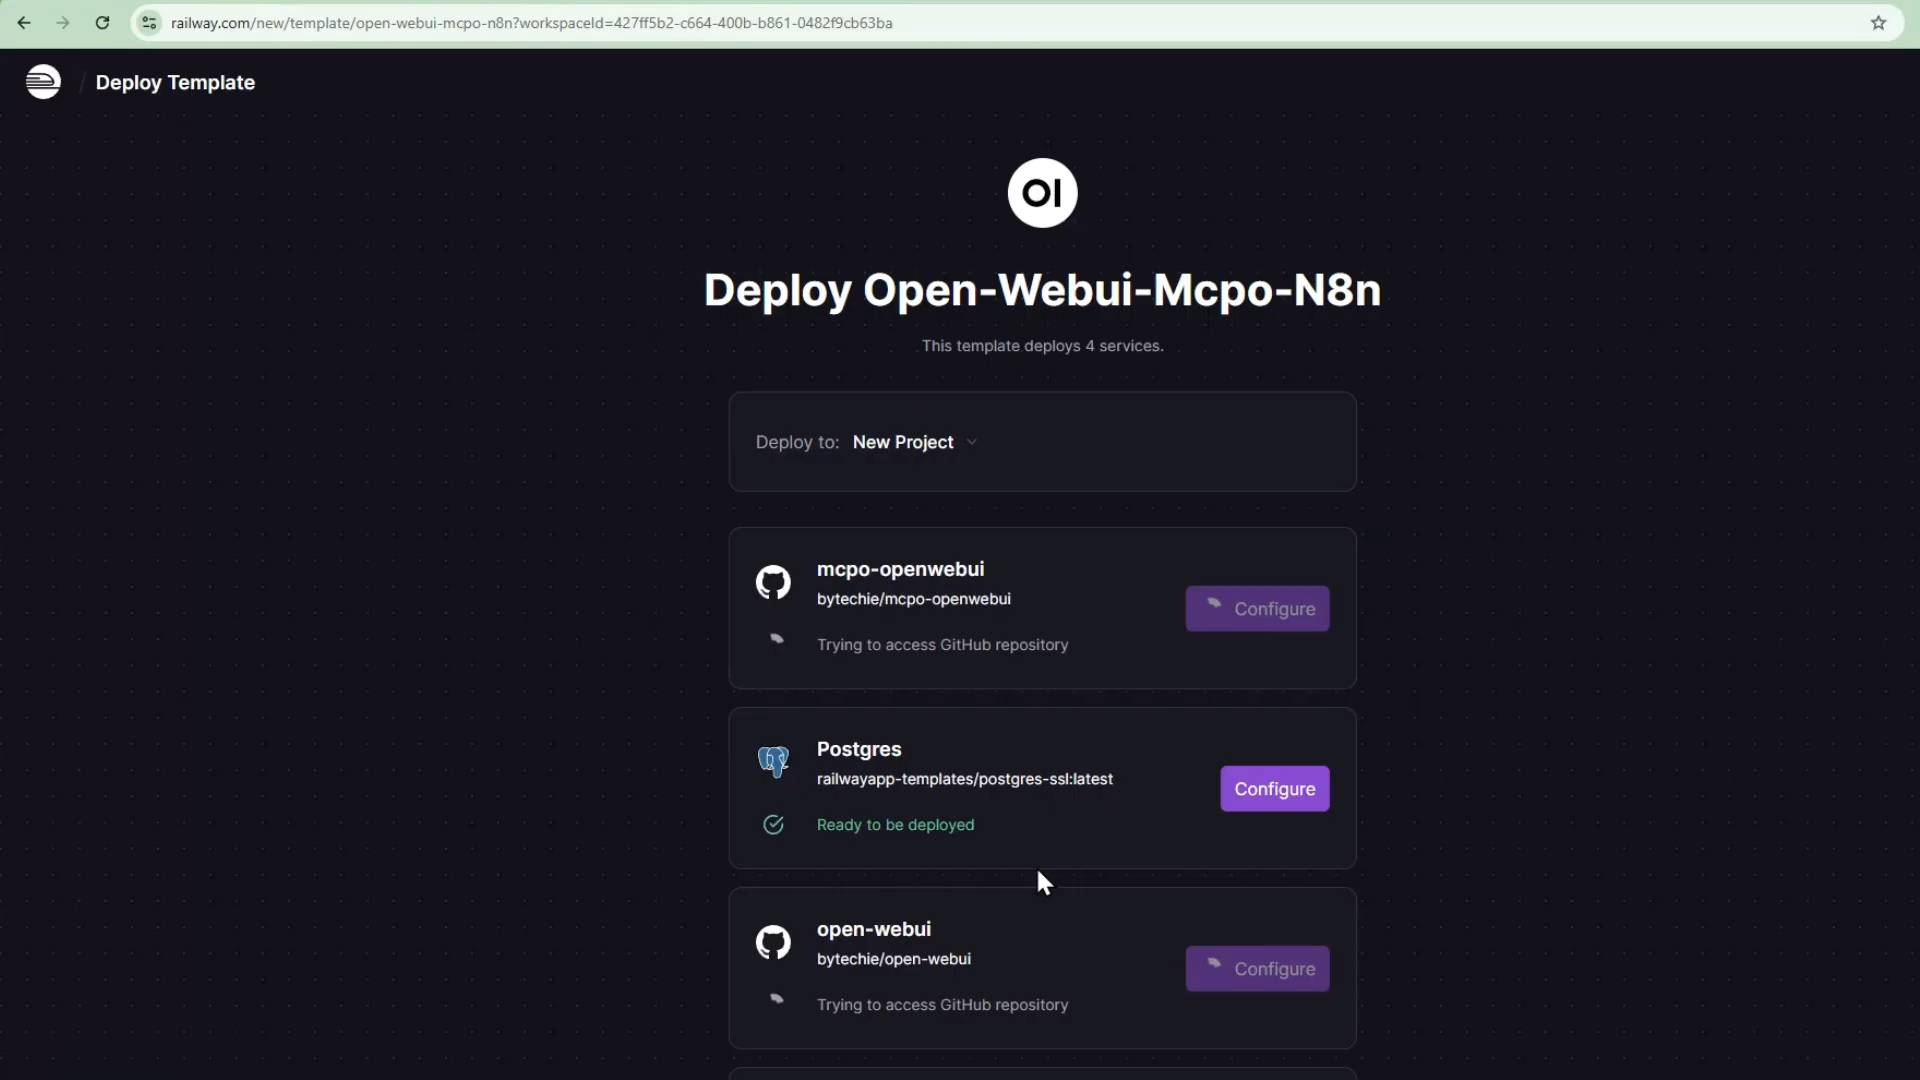 railway.com/new/template/open-webui-mcpo-n8n?workspaceId=427ff5b2-c664-400b-b861-0482f9cb63ba
/ Deploy Template
OI
Deploy Open-Webui-Mcpo-N8n
This template deploys 4 services.
Deploy to: New Project
mcpo-openwebui
bytechie/mcpo-openwebui
Configure
Trying to access GitHub repository
Postgres
railwayapp-templates/postgres-ssl:latest
Configure
Ready to be deployed
open-webui
bytechie/open-webui
Configure
Trying to access GitHub repository